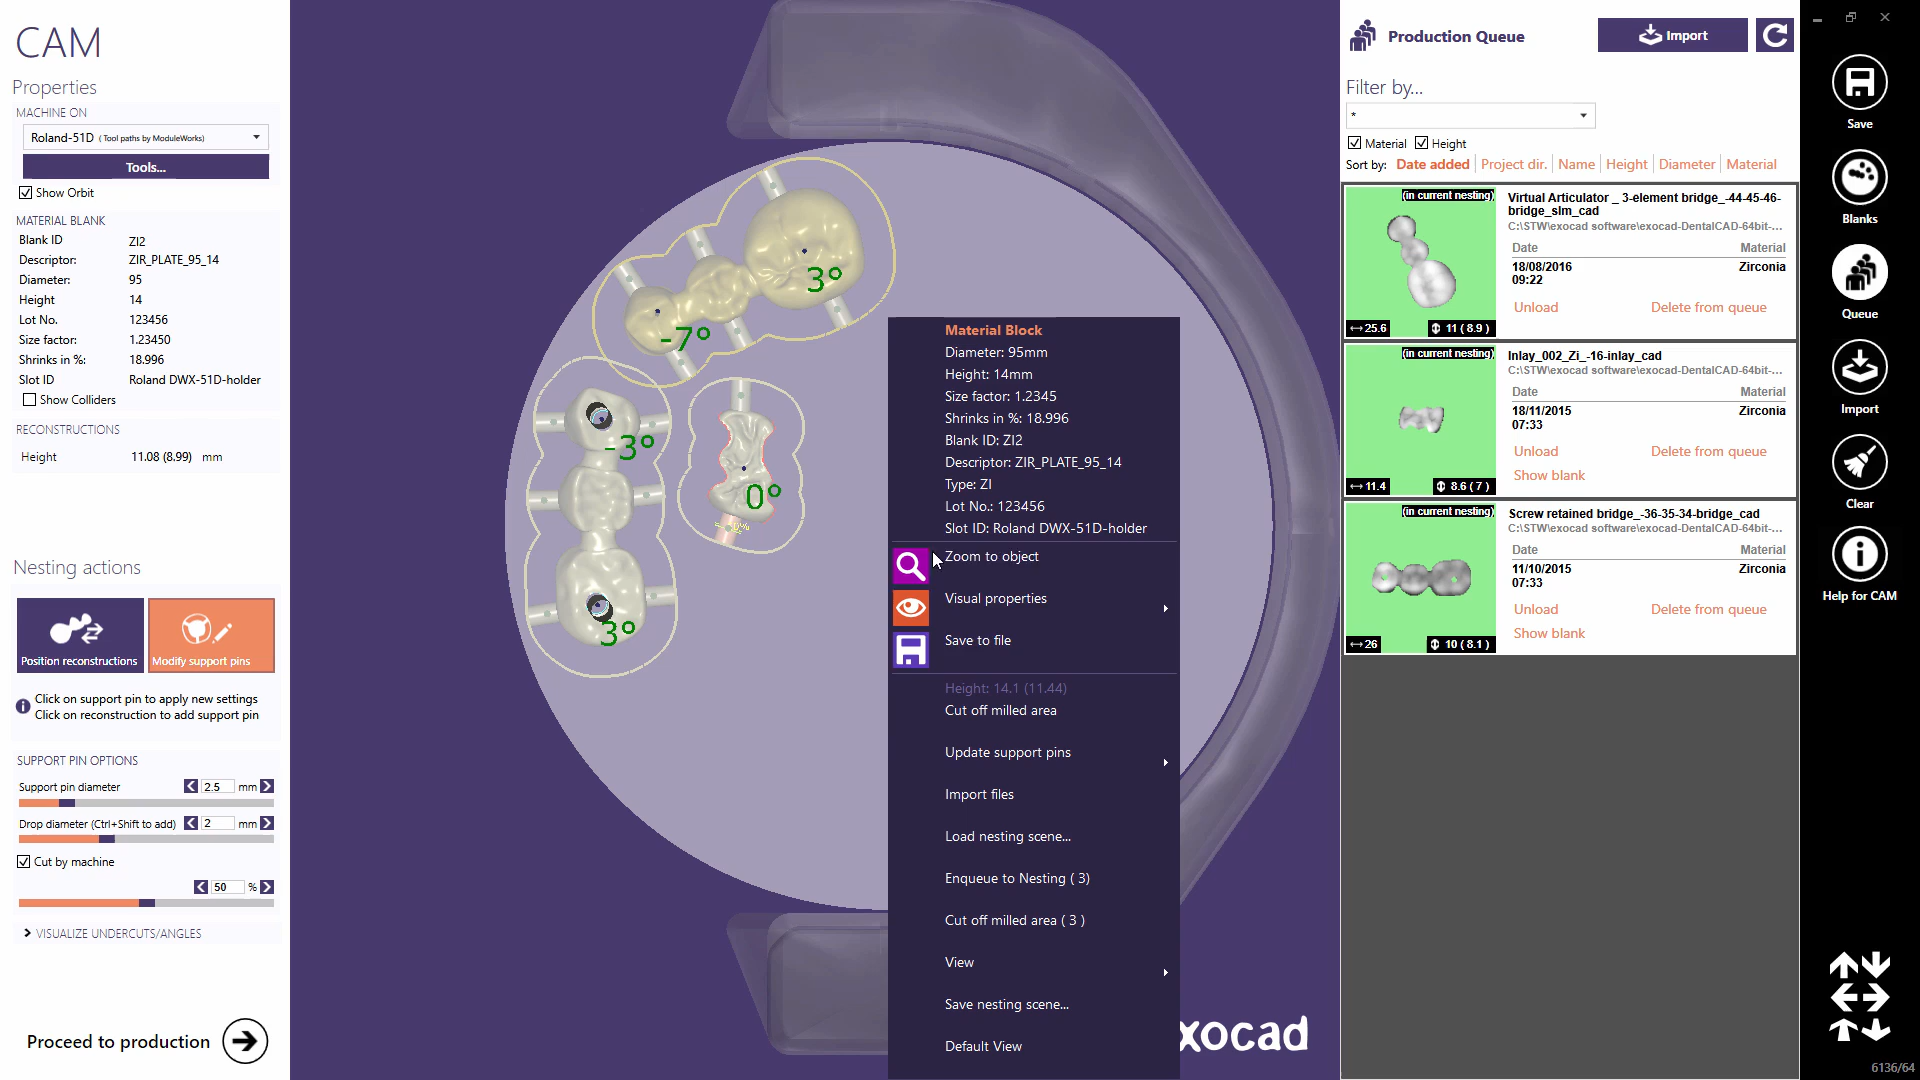 CAM
Properties
MACHINE ON
Roland-51D ( Tool paths by ModuleWorks)
Tools...
Show Orbit
MATERIAL BLANK
Blank ID ZI2
Descriptor: ZIR_PLATE_95_14
Diameter: 95
Height 14
Lot No. 123456
Size factor: 1.23450
Shrinks in %: 18.996
Slot ID Roland DWX-51D-holder
Show Colliders
RECONSTRUCTIONS
Height 11.08 (8.99) mm
Nesting actions
Position reconstructions
Modify support pins
Click on support pin to apply new settings
Click on reconstruction to add support pin
SUPPORT PIN OPTIONS
Support pin diameter 2.5 mm
Drop diameter (Ctrl+Shift to add) 2 mm
Cut by machine
50 %
VISUALIZE UNDERCUTS/ANGLES
Proceed to production
3°
-7°
-3°
0°
3°
Material Block
Diameter: 95mm
Height: 14mm
Size factor: 1.2345
Shrinks in %: 18.996
Blank ID: ZI2
Descriptor: ZIR_PLATE_95_14
Type: ZI
Lot No.: 123456
Slot ID: Roland DWX-51D-holder
Zoom to object
Visual properties
Save to file
Height: 14.1 (11.44)
Cut off milled area
Update support pins
Import files
Load nesting scene...
Enqueue to Nesting ( 3)
Cut off milled area ( 3 )
View
Save nesting scene...
Default View
xocad
Production Queue
Import
Filter by...
*
Material Height
Sort by: Date added Project dir. Name Height Diameter Material
(in current nesting)
Virtual Articulator _ 3-element bridge_-44-45-46-
bridge_slm_cad
C:\STW\exocad software\exocad-DentalCAD-64bit-...
Date Material
18/08/2016 Zirconia
09:22
Unload Delete from queue
25.6 11 ( 8.9 )
(in current nesting)
Inlay_002_Zi_-16-inlay_cad
C:\STW\exocad software\exocad-DentalCAD-64bit-...
Date Material
18/11/2015 Zirconia
07:33
Unload Delete from queue
Show blank
11.4 8.6 ( 7 )
(in current nesting)
Screw retained bridge_-36-35-34-bridge_cad
C:\STW\exocad software\exocad-DentalCAD-64bit-...
Date Material
11/10/2015 Zirconia
07:33
Unload Delete from queue
Show blank
26 10 ( 8.1 )
Save
Blanks
Queue
Import
Clear
Help for CAM
6136/64